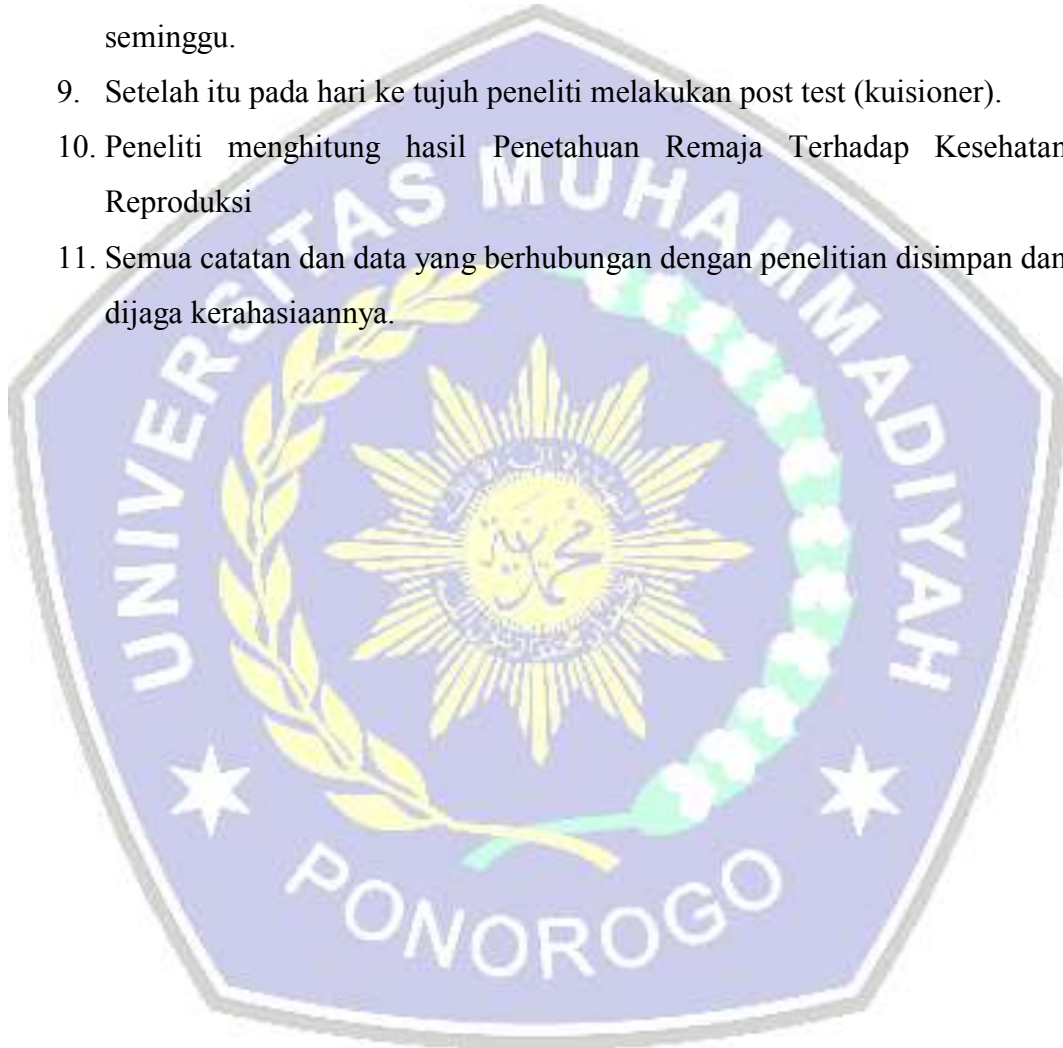 seminggu.
9. Setelah itu pada hari ke tujuh peneliti melakukan post test (kuisioner).
10. Peneliti menghitung hasil Penetahuan Remaja Terhadap Kesehatan
Reproduksi
11. Semua catatan dan data yang berhubungan dengan penelitian disimpan dan
dijaga kerahasiaannya.
UNIVERSITAS MUHAMMADIYAH
PONOROGO